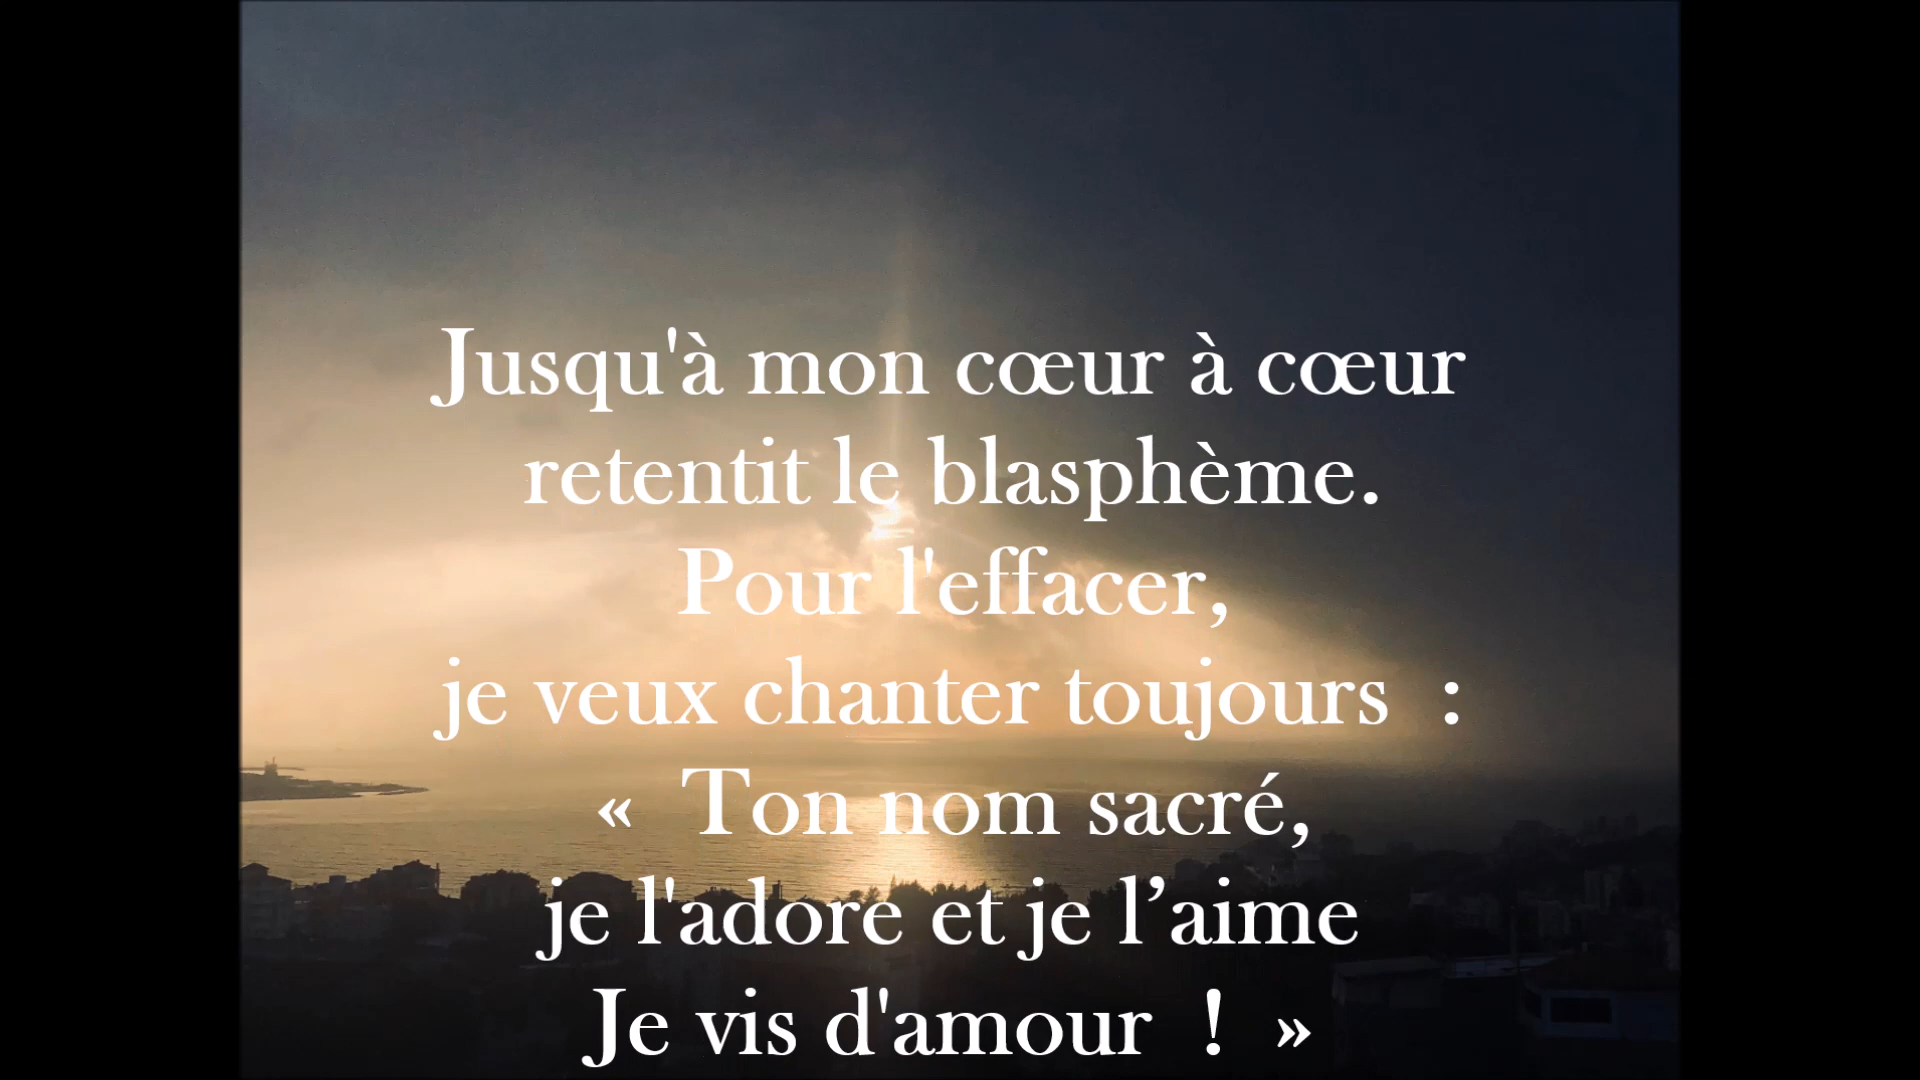 Jusqu'à mon cœur à cœur
retentit le blasphème.
Pour l'effacer,
je veux chanter toujours  :
«  Ton nom sacré,
je l'adore et je l’aime
Je vis d'amour  !  »